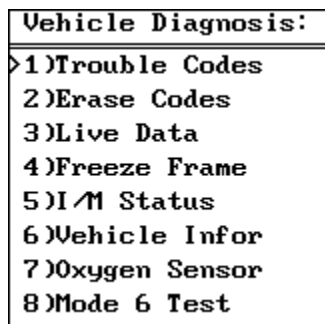 Vehicle Diagnosis:
>1)Trouble Codes
2)Erase Codes
3)Live Data
4)Freeze Frame
5)I/M Status
6)Vehicle Infor
7)Oxygen Sensor
8)Mode 6 Test